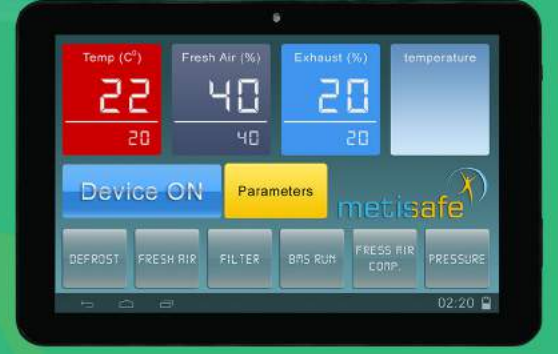 Temp (C°)
22
20
Fresh Air (%)
40
40
Exhaust (%)
20
20
temperature
Device ON
Parameters
metisafe
DEFROST
FRESH AIR
FILTER
BMS RUN
FRESS AIR
COMP.
PRESSURE
02:20